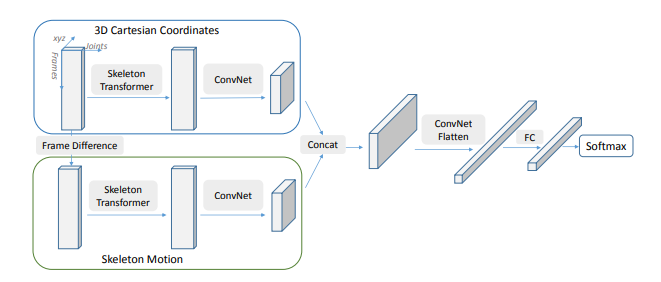 3D Cartesian Coordinates
xyz
Joints
Frames
Skeleton
Transformer
ConvNet
Frame Difference
Skeleton
Transformer
ConvNet
Skeleton Motion
Concat
ConvNet
Flatten
FC
Softmax